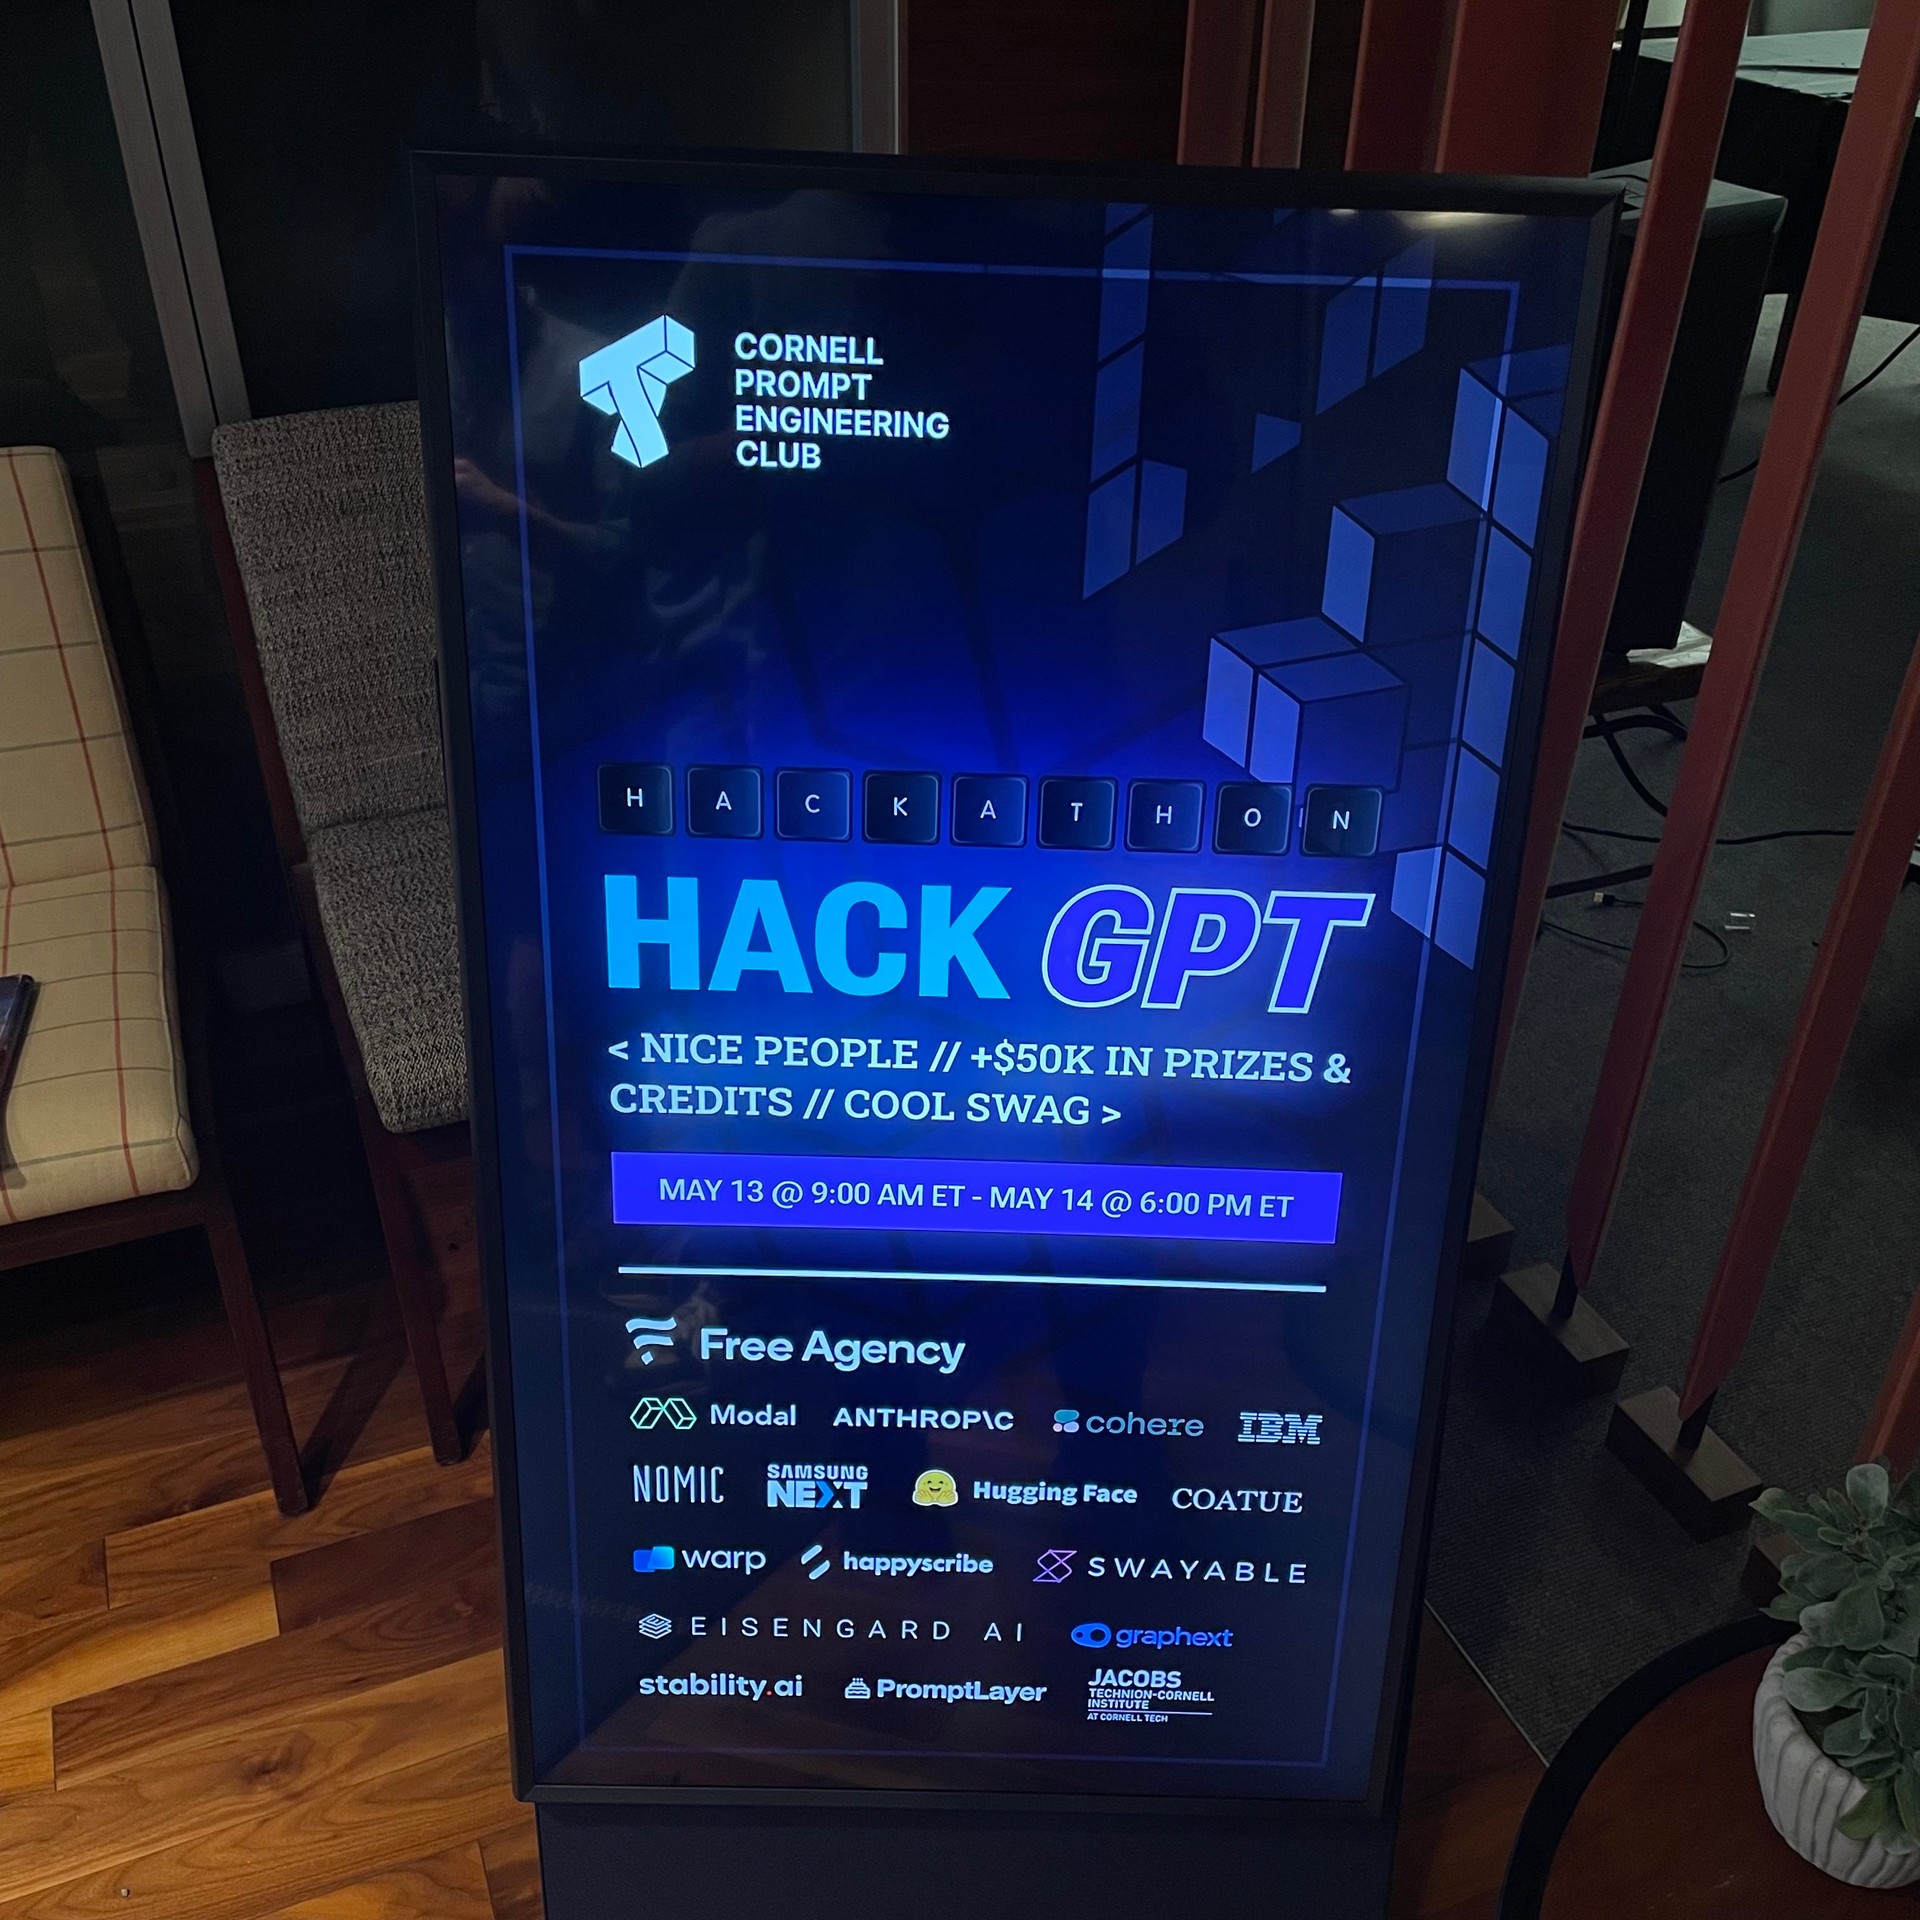 CORNELL
PROMPT
ENGINEERING
CLUB
HACKATHON
HACK GPT
< NICE PEOPLE // +$50K IN PRIZES &
CREDITS // COOL SWAG >
MAY 13 @ 9:00 AM ET - MAY 14 @ 6:00 PM ET
Free Agency
Modal ANTHROP\C cohere IBM
NOMIC SAMSUNG NEXT Hugging Face COATUE
warp happyscribe SWAYABLE
EISENGARD AI graphext
stability.ai PromptLayer JACOBS
TECHNION-CORNELL
INSTITUTE
AT CORNELL TECH